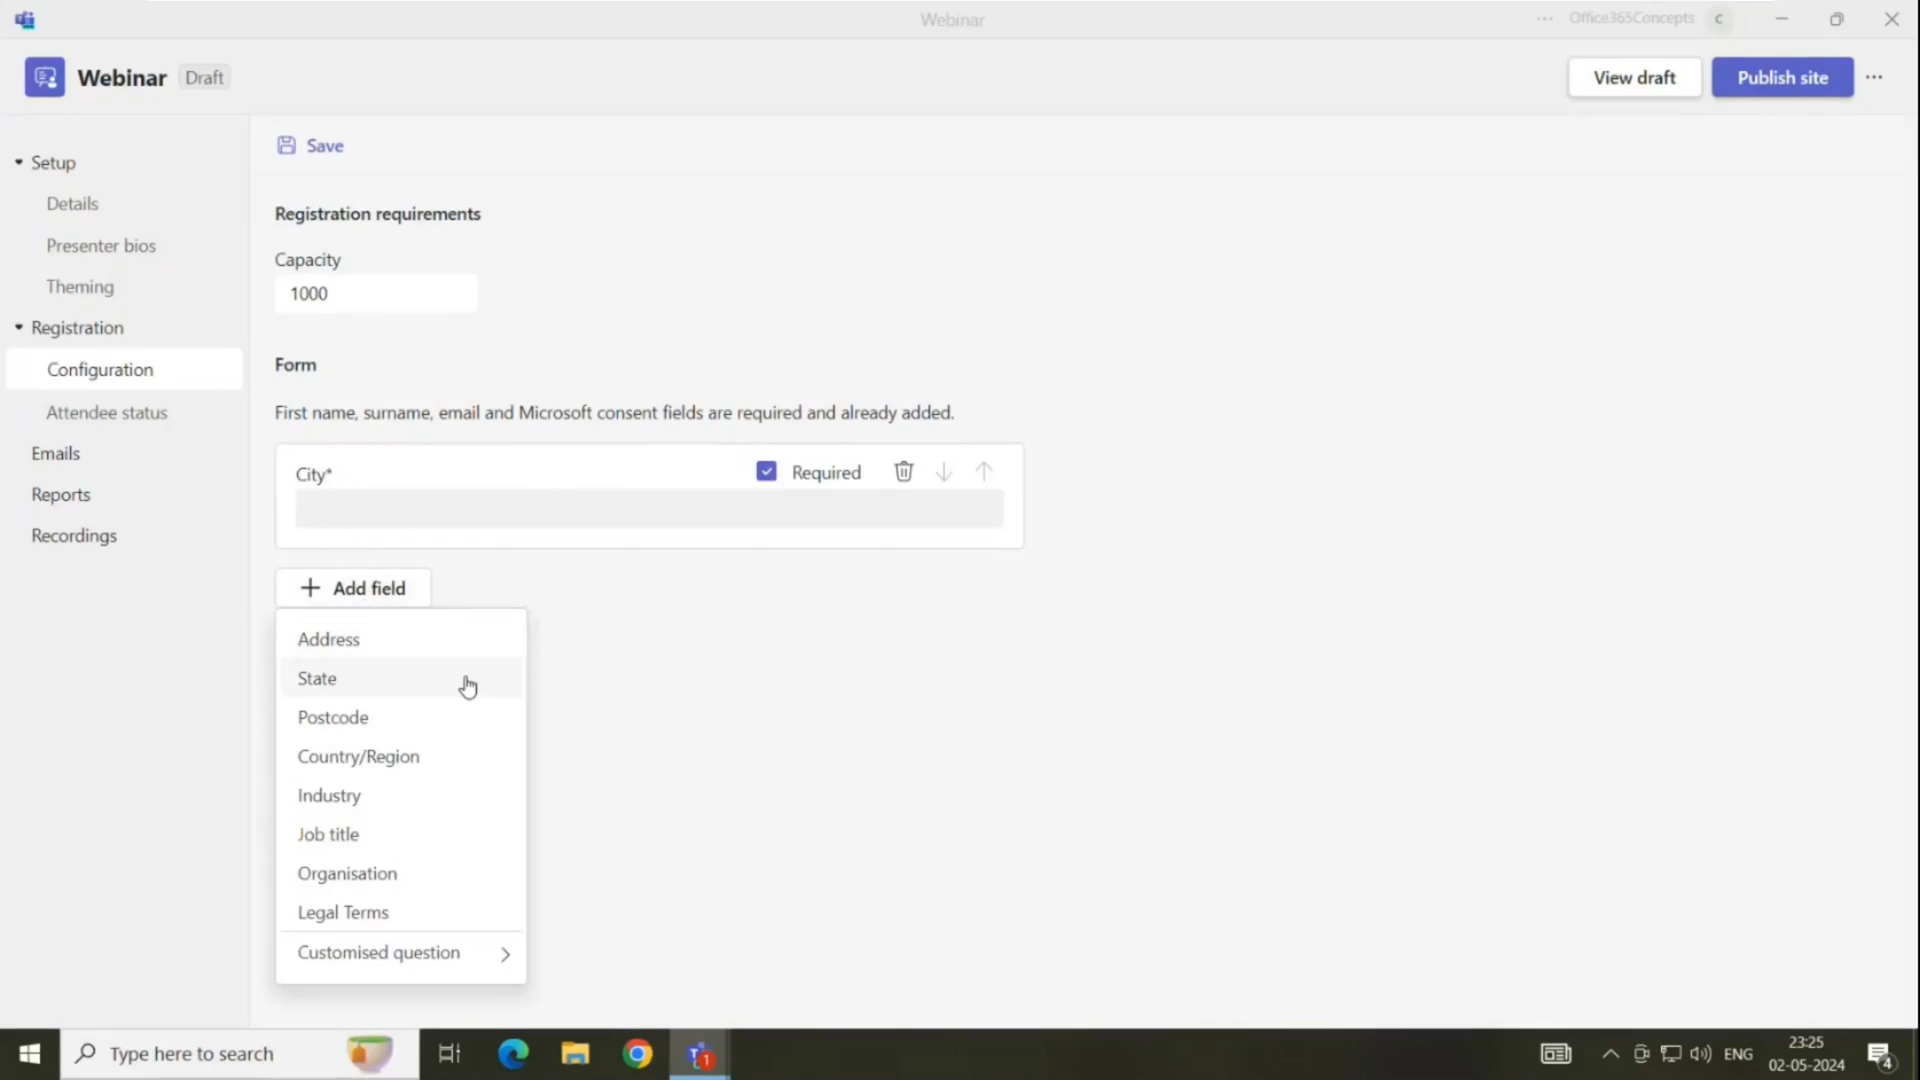 Webinar
Office365Concepts
C
Webinar
Draft
View draft
Publish site
Setup
Details
Presenter bios
Theming
Registration
Configuration
Attendee status
Emails
Reports
Recordings
Save
Registration requirements
Capacity
1000
Form
First name, surname, email and Microsoft consent fields are required and already added.
City*
Required
Add field
Address
State
Postcode
Country/Region
Industry
Job title
Organisation
Legal Terms
Customised question
Type here to search
1
ENG
23:25
02-05-2024
4